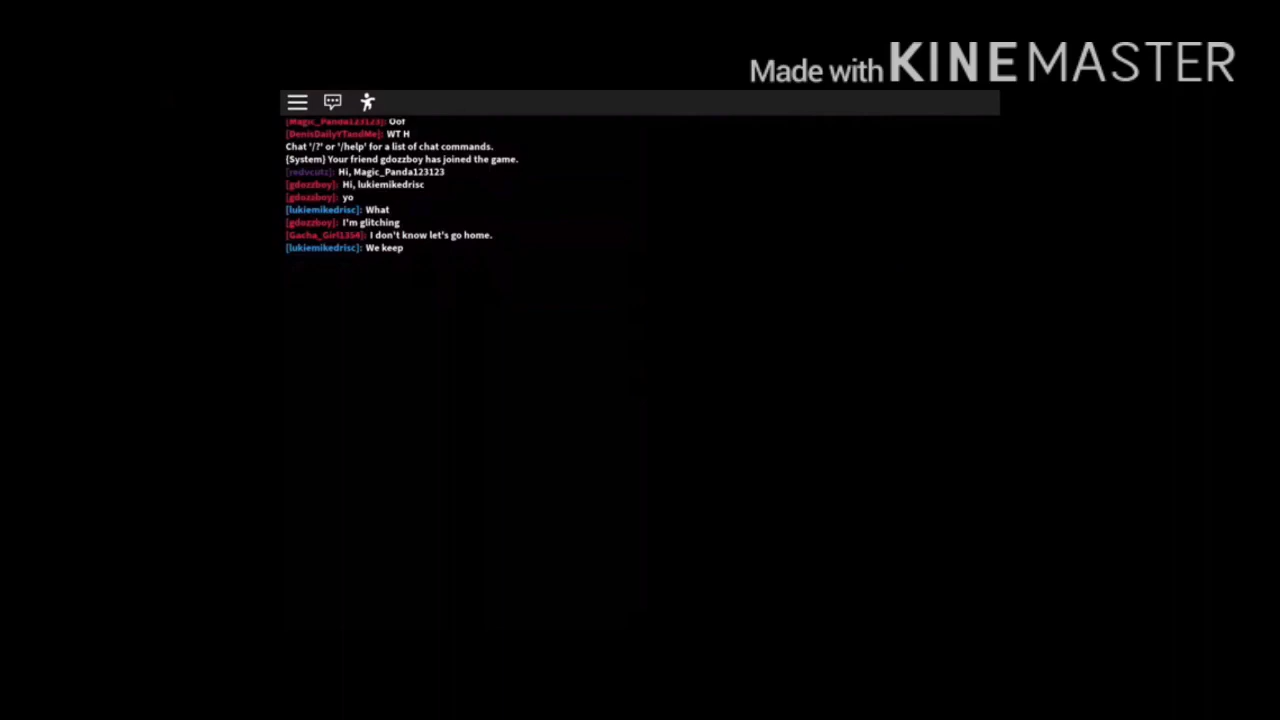 Made with KINEMASTER
[Magic_Panda123123]: Oof
[DenisDailyYTandMe]: WT H
Chat '/?' or '/help' for a list of chat commands.
{System} Your friend gdozzboy has joined the game.
[redvcutz]: Hi, Magic_Panda123123
[gdozzboy]: Hi, lukiemikedrisc
[gdozzboy]: yo
[lukiemikedrisc]: What
[gdozzboy]: I'm glitching
[Gacha_Girl1354]: I don't know let's go home.
[lukiemikedrisc]: We keep